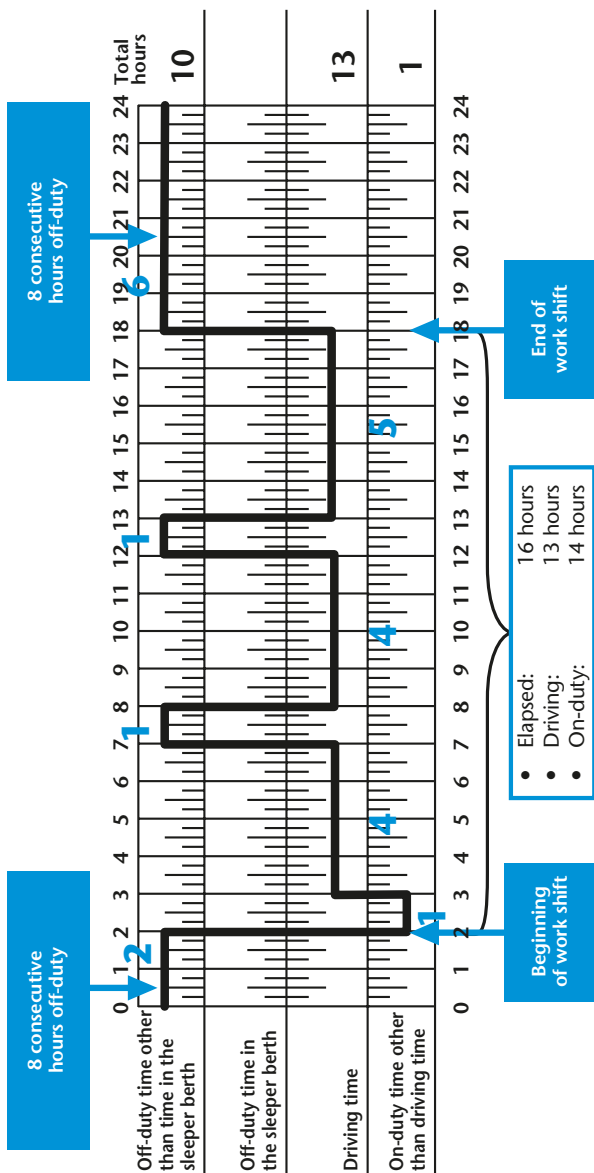 8 consecutive
hours off-duty
8 consecutive
hours off-duty
Total
hours
0 1 2 3 4 5 6 7 8 9 10 11 12 13 14 15 16 17 18 19 20 21 22 23 24
Off-duty time other
than time in the
sleeper berth
2 1 1 6
10
Off-duty time in
the sleeper berth
Driving time
4 4 5
13
On-duty time other
than driving time
1
1
0 1 2 3 4 5 6 7 8 9 10 11 12 13 14 15 16 17 18 19 20 21 22 23 24
Beginning
of work shift
• Elapsed: 16 hours
• Driving: 13 hours
• On-duty: 14 hours
End of
work shift